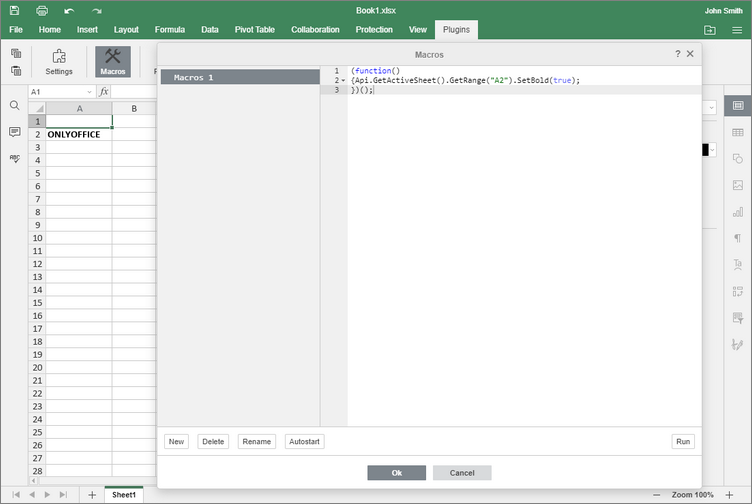 Book1.xlsx
John Smith
File Home Insert Layout Formula Data Pivot Table Collaboration Protection View Plugins
Settings
Macros
Macros
?
A1
fx
Macros 1
1 (function()
2 {Api.GetActiveSheet().GetRange("A2").SetBold(true);
3 })();
A B
1
2 ONLYOFFICE
3
4
5
6
7
8
9
10
11
12
13
14
15
16
17
18
19
20
21
22
23
24
25
26
27
28
ABC
New Delete Rename Autostart Run
Ok Cancel
Sheet1
Zoom 100%